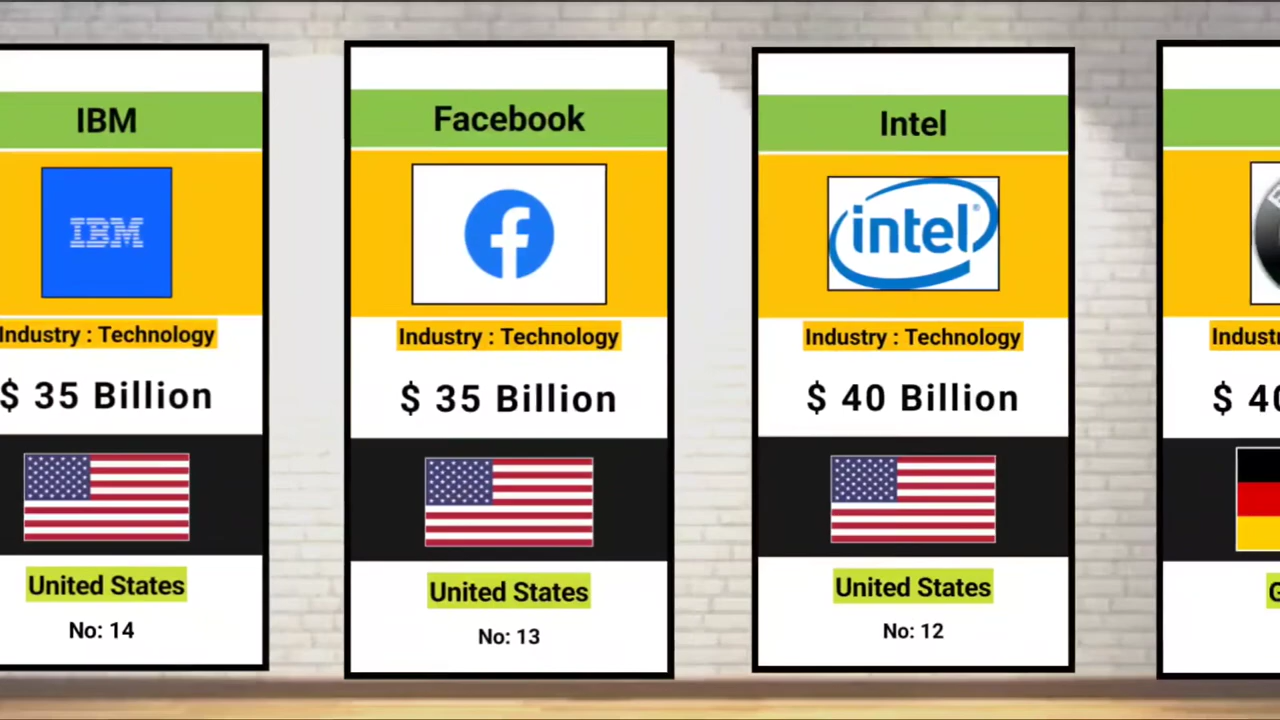 IBM
IBM
Industry : Technology
$ 35 Billion
United States
No: 14
Facebook
f
Industry : Technology
$ 35 Billion
United States
No: 13
Intel
intel®
Industry : Technology
$ 40 Billion
United States
No: 12
$